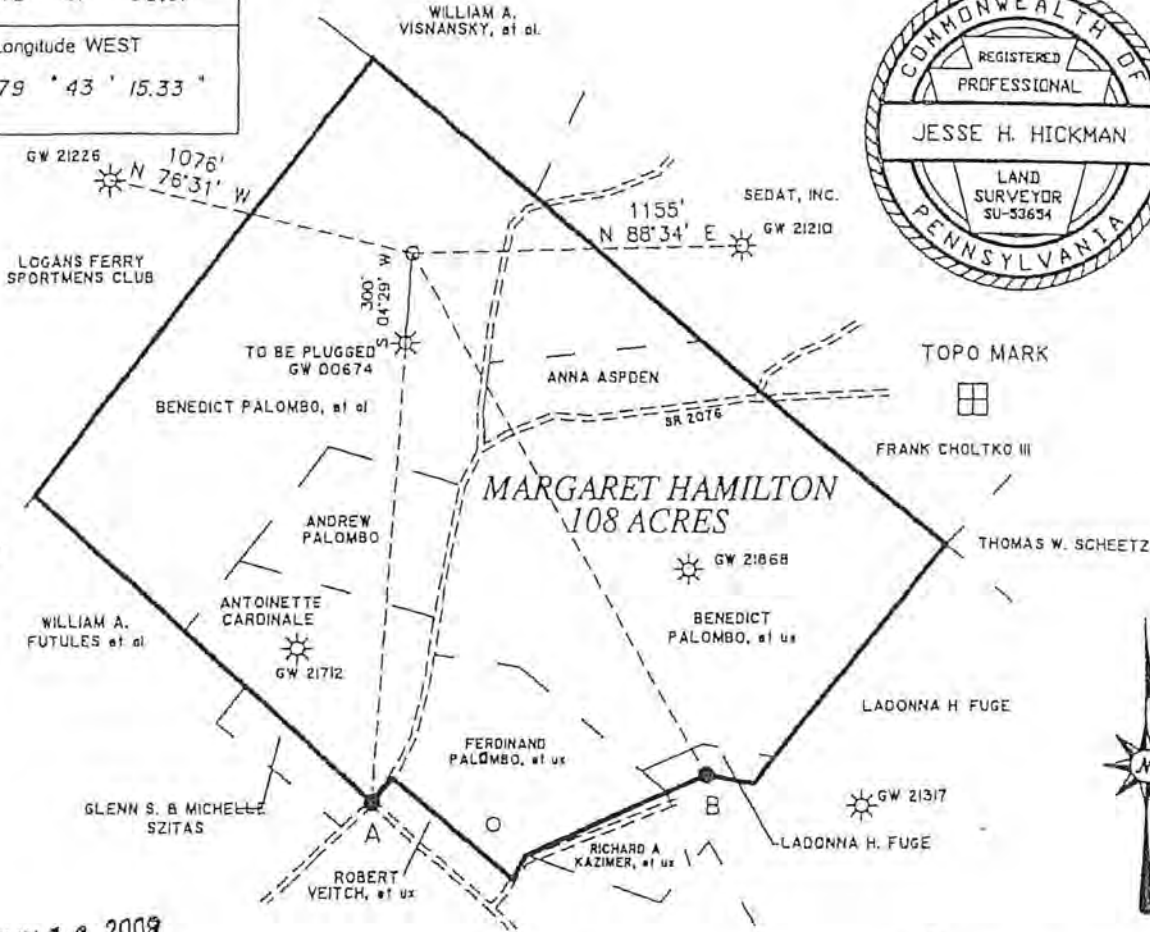 Longitude WEST
79 ° 43 ' 15.33 "
WILLIAM A.
VISNANSKY, et al.
COMMONWEALTH OF
REGISTERED
PROFESSIONAL
JESSE H. HICKMAN
LAND
SURVEYOR
SU-53654
PENNSYLVANIA
GW 21226
1076'
N 76°31' W
1155'
N 88°34' E
SEDAT, INC.
GW 21210
LOGANS FERRY
SPORTMENS CLUB
300'
S 04°29' W
TO BE PLUGGED
GW 00674
BENEDICT PALOMBO, et al
ANNA ASPDEN
SR 2076
TOPO MARK
FRANK CHOLTKO III
MARGARET HAMILTON
108 ACRES
ANDREW
PALOMBO
THOMAS W. SCHEETZ
GW 21868
ANTOINETTE
CARDINALE
WILLIAM A.
FUTULES et al
BENEDICT
PALOMBO, et ux
GW 21712
LADONNA H FUGE
FERDINAND
PALOMBO, et ux
N
GLENN S. & MICHELLE
SZITAS
A
B
GW 21317
LADONNA H. FUGE
RICHARD A
KAZIMER, et ux
ROBERT
VEITCH, et ux
2009